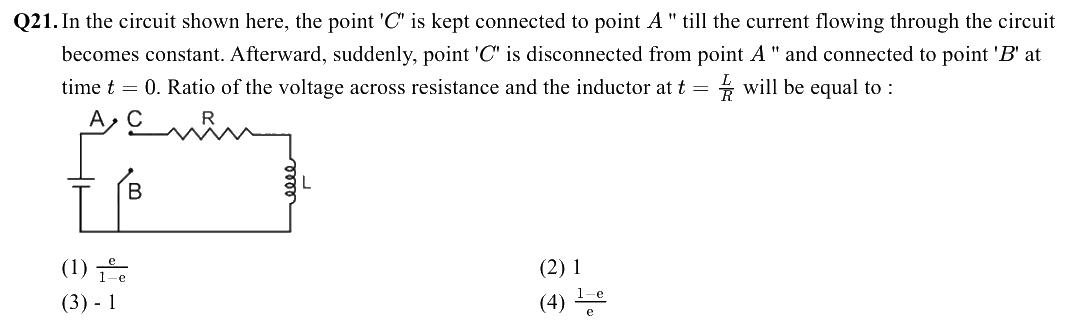 Q21. In the circuit shown here, the point 'C' is kept connected to point A " till the current flowing through the circuit
becomes constant. Afterward, suddenly, point 'C' is disconnected from point A " and connected to point 'B' at
time t = 0. Ratio of the voltage across resistance and the inductor at t = L/R will be equal to :
A C R
B L
(1) e/1−e (2) 1
(3) - 1 (4) 1−e/e